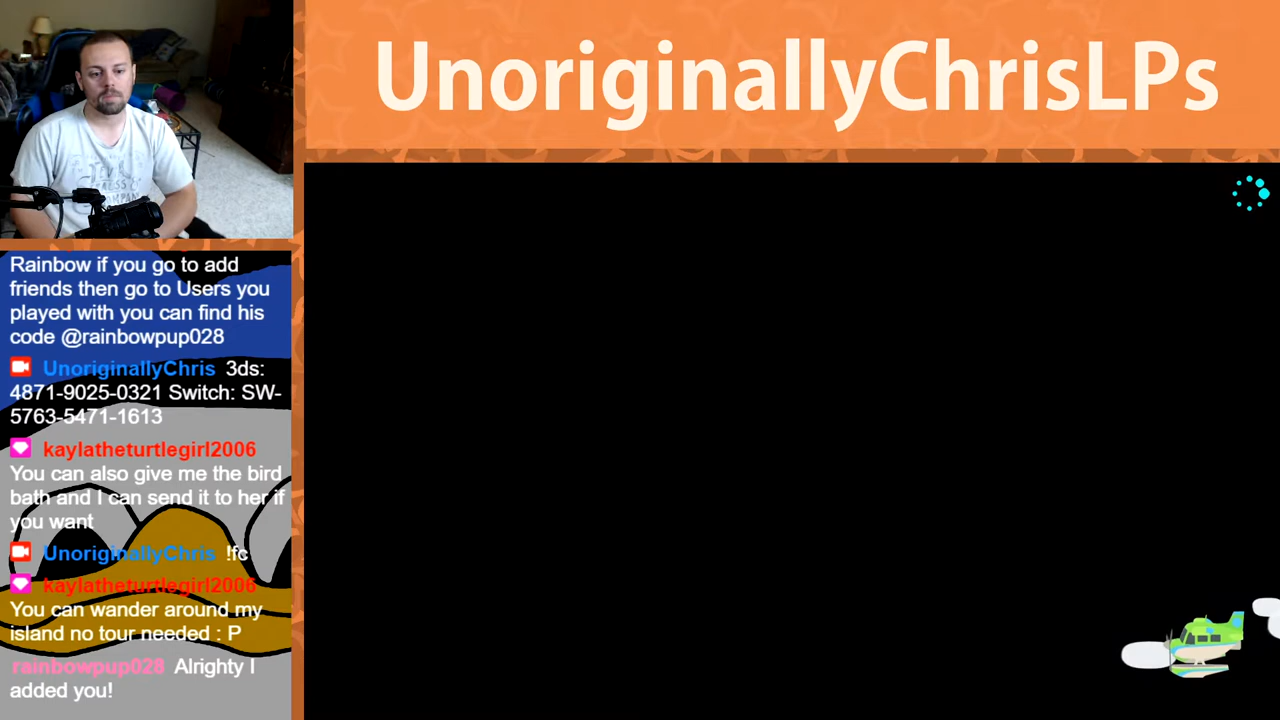 UnoriginallyChrisLPs
Rainbow if you go to add
friends then go to Users you
played with you can find his
code @rainbowpup028
UnoriginallyChris 3ds:
4871-9025-0321 Switch: SW-
5763-5471-1613
kaylatheturtlegirl2006
You can also give me the bird
bath and I can send it to her if
you want
UnoriginallyChris !fc
kaylatheturtlegirl2006
You can wander around my
island no tour needed : P
rainbowpup028 Alrighty I
added you!